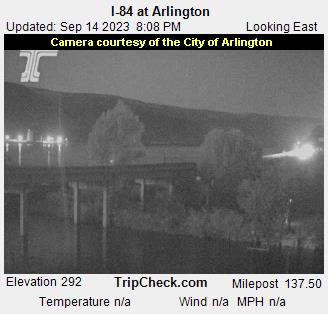 I-84 at Arlington
Updated: Sep 14 2023 8:08 PM Looking East
Camera courtesy of the City of Arlington
Elevation 292 TripCheck.com Milepost 137.50
Temperature n/a Wind n/a MPH n/a